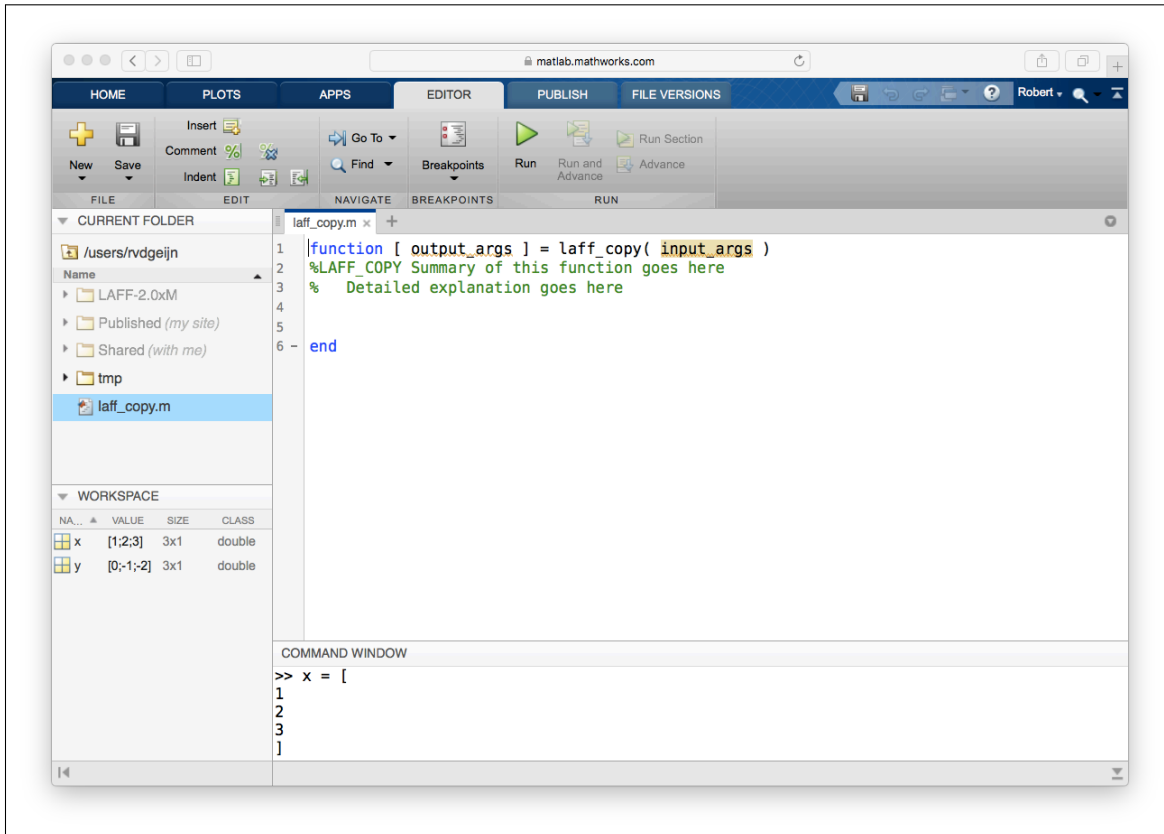 matlab.mathworks.com
HOME PLOTS APPS EDITOR PUBLISH FILE VERSIONS Robert
Insert
Comment
Indent
New Save
Go To
Find
Breakpoints
Run Run and Advance
Run Section
Advance
FILE EDIT NAVIGATE BREAKPOINTS RUN
CURRENT FOLDER
/users/rvdgeijn
Name
LAFF-2.0xM
Published (my site)
Shared (with me)
tmp
laff_copy.m
WORKSPACE
NA... VALUE SIZE CLASS
x [1;2;3] 3x1 double
y [0;-1;-2] 3x1 double
laff_copy.m × +
1 function [ output_args ] = laff_copy( input_args )
2 %LAFF_COPY Summary of this function goes here
3 %   Detailed explanation goes here
4
5
6 – end
COMMAND WINDOW
>> x = [
1
2
3
]